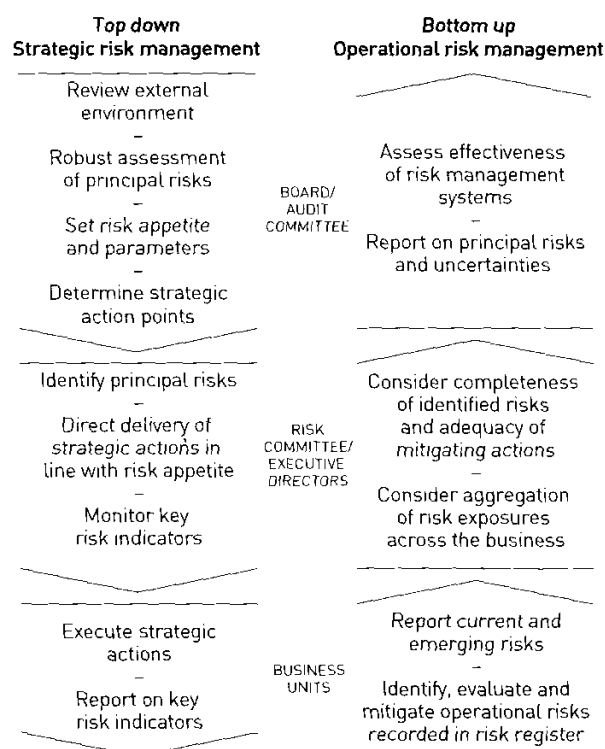 Top down
Strategic risk management
Review external
environment
–
Robust assessment
of principal risks
–
Set risk appetite
and parameters
–
Determine strategic
action points
Identify principal risks
–
Direct delivery of
strategic actions in
line with risk appetite
–
Monitor key
risk indicators
Execute strategic
actions
–
Report on key
risk indicators
BOARD/
AUDIT
COMMITTEE
RISK
COMMITTEE/
EXECUTIVE
DIRECTORS
BUSINESS
UNITS
Bottom up
Operational risk management
Assess effectiveness
of risk management
systems
–
Report on principal risks
and uncertainties
Consider completeness
of identified risks
and adequacy of
mitigating actions
–
Consider aggregation
of risk exposures
across the business
Report current and
emerging risks
–
Identify, evaluate and
mitigate operational risks
recorded in risk register